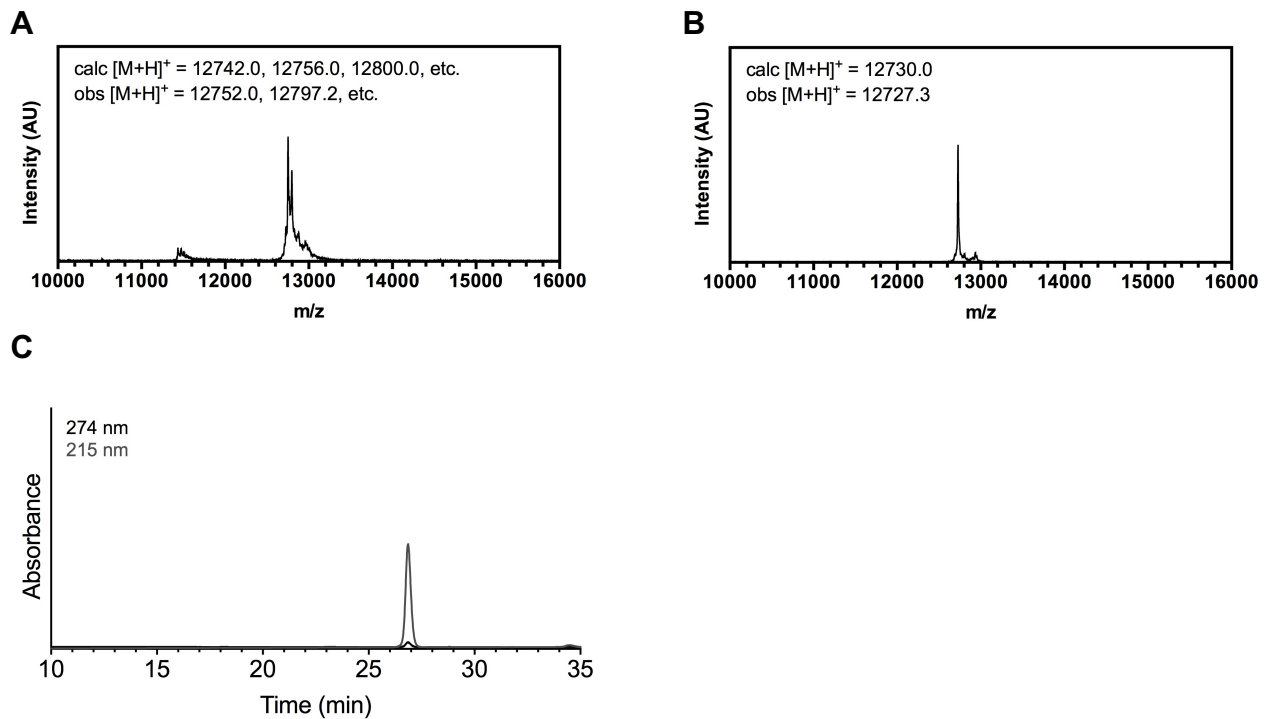 A
calc [M+H]+ = 12742.0, 12756.0, 12800.0, etc.
obs [M+H]+ = 12752.0, 12797.2, etc.
Intensity (AU)
10000 11000 12000 13000 14000 15000 16000
m/z
B
calc [M+H]+ = 12730.0
obs [M+H]+ = 12727.3
Intensity (AU)
10000 11000 12000 13000 14000 15000 16000
m/z
C
274 nm
215 nm
Absorbance
10 15 20 25 30 35
Time (min)